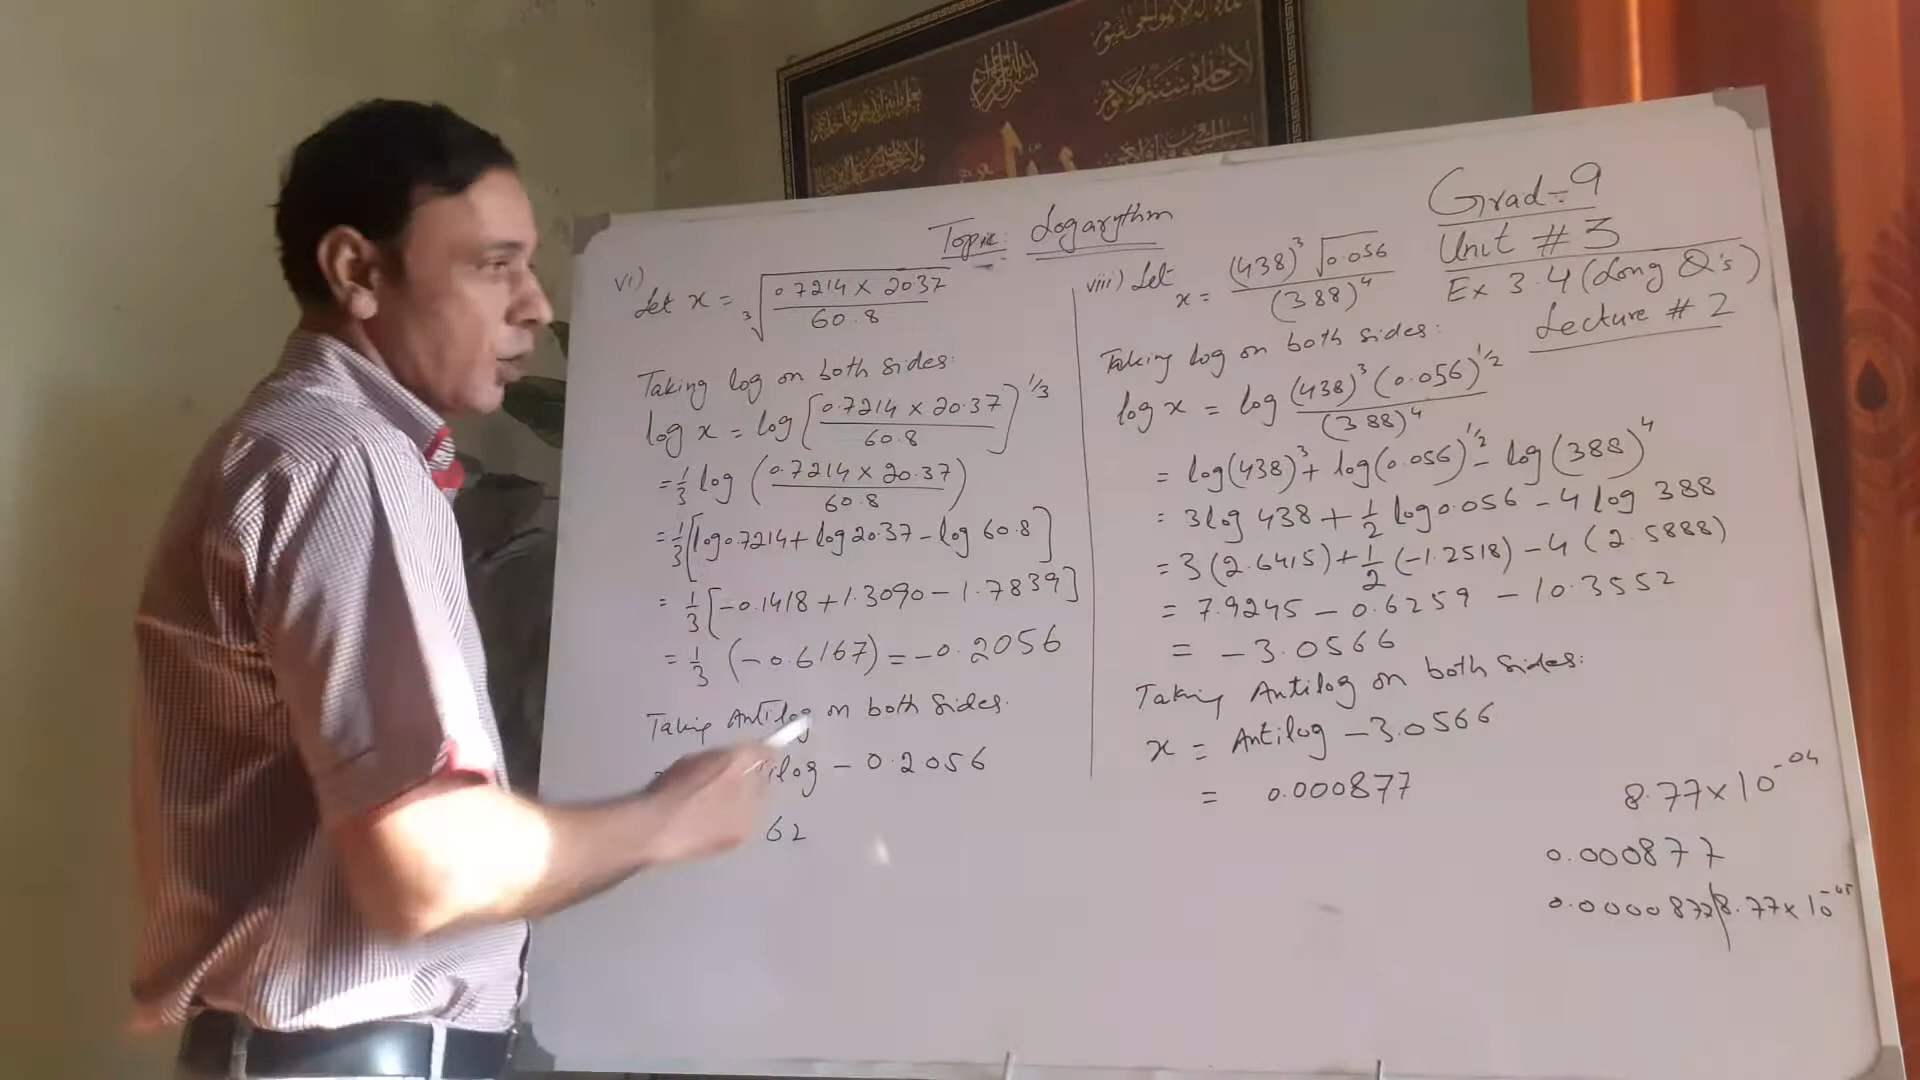 Topic: Logarythm
Grad-9
Unit # 3
Ex 3.4 (Long Q's)
Lecture # 2
vi)
Let x = ∛(0.7214 × 2037 / 60.8)
Taking log on both sides:
log x = log [0.7214 × 20.37 / 60.8]^1/3
= 1/3 log (0.7214 × 20.37 / 60.8)
= 1/3 [log 0.7214 + log 20.37 - log 60.8]
= 1/3 [-0.1418 + 1.3090 - 1.7839]
= 1/3 (-0.6167) = -0.2056
Taking Antilog on both sides.
ilog - 0.2056
62
viii) Let
x = (438)^3 √0.056 / (388)^4
Taking log on both sides:
log x = log (438)^3 (0.056)^1/2 / (388)^4
= log(438)^3 + log(0.056)^1/2 - log(388)^4
= 3 log 438 + 1/2 log 0.056 - 4 log 388
= 3(2.6415) + 1/2 (-1.2518) - 4(2.5888)
= 7.9245 - 0.6259 - 10.3552
= -3.0566
Taking Antilog on both sides:
x = Antilog -3.0566
= 0.000877
8.77×10^-04
0.000877
8.77×10^-05
بسم الله الرحمن الرحيم